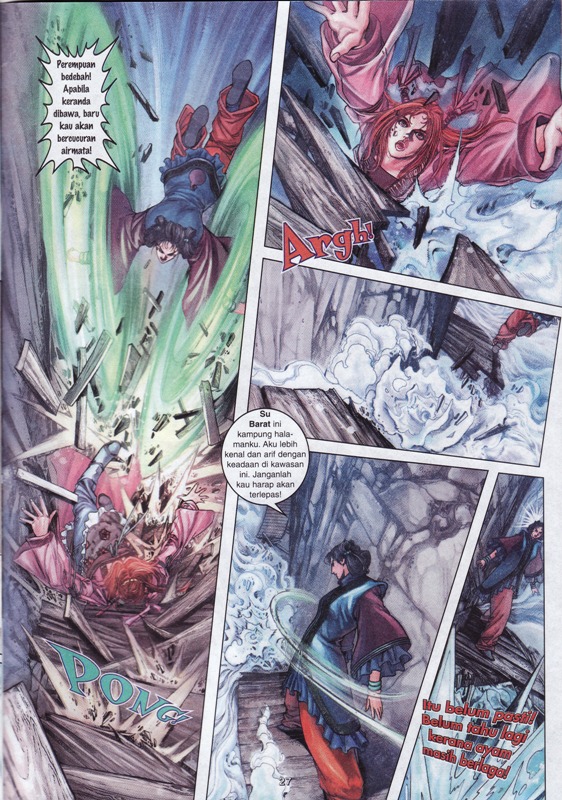 Perempuan
bedebah!
Apabila
keranda
dibawa, baru
kau akan
bercucuran
airmata!
Argh!
PONG!
Su
Barat ini
kampung hala-
manku. Aku lebih
kenal dan arif dengan
keadaan di kawasan
ini. Janganlah
kau harap akan
terlepas!
Itu belum pasti!
Belum tahu lagi
kerana ayam
masih berlaga!
27